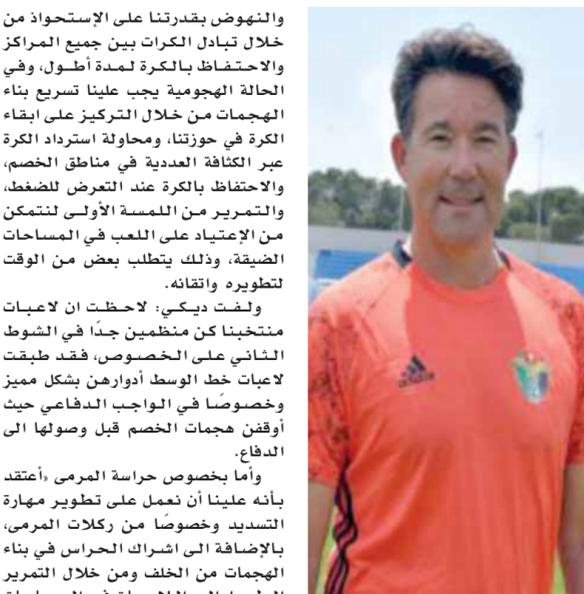 والنهوض بقدرتنا على الإستحواذ من
خلال تبادل الكرات بين جميع المراكز
والاحتفاظ بالكرة لمدة أطول، وفي
الحالة الهجومية يجب علينا تسريع بناء
الهجمات من خلال التركيز على ابقاء
الكرة في حوزتنا، ومحاولة استرداد الكرة
عبر الكثافة العددية في مناطق الخصم،
والاحتفاظ بالكرة عند التعرض للضغط،
والتمرير من اللمسة الأولى لنتمكن
من الإعتياد على اللعب في المساحات
الضيقة، وذلك يتطلب بعض من الوقت
لتطويره واتقانه.
ولفت ديكي: لاحظت ان لاعبات
منتخبنا كن منظمين جدًا في الشوط
الثاني على الخصوص، فقد طبقت
لاعبات خط الوسط أدوارهن بشكل مميز
وخصوصًا في الواجب الدفاعي حيث
أوقفن هجمات الخصم قبل وصولها الى
الدفاع.
وأما بخصوص حراسة المرمى «أعتقد
بأنه علينا أن نعمل على تطوير مهارة
التسديد وخصوصًا من ركلات المرمى،
بالإضافة الى اشراك الحراس في بناء
الهجمات من الخلف ومن خلال التمرير
adidas